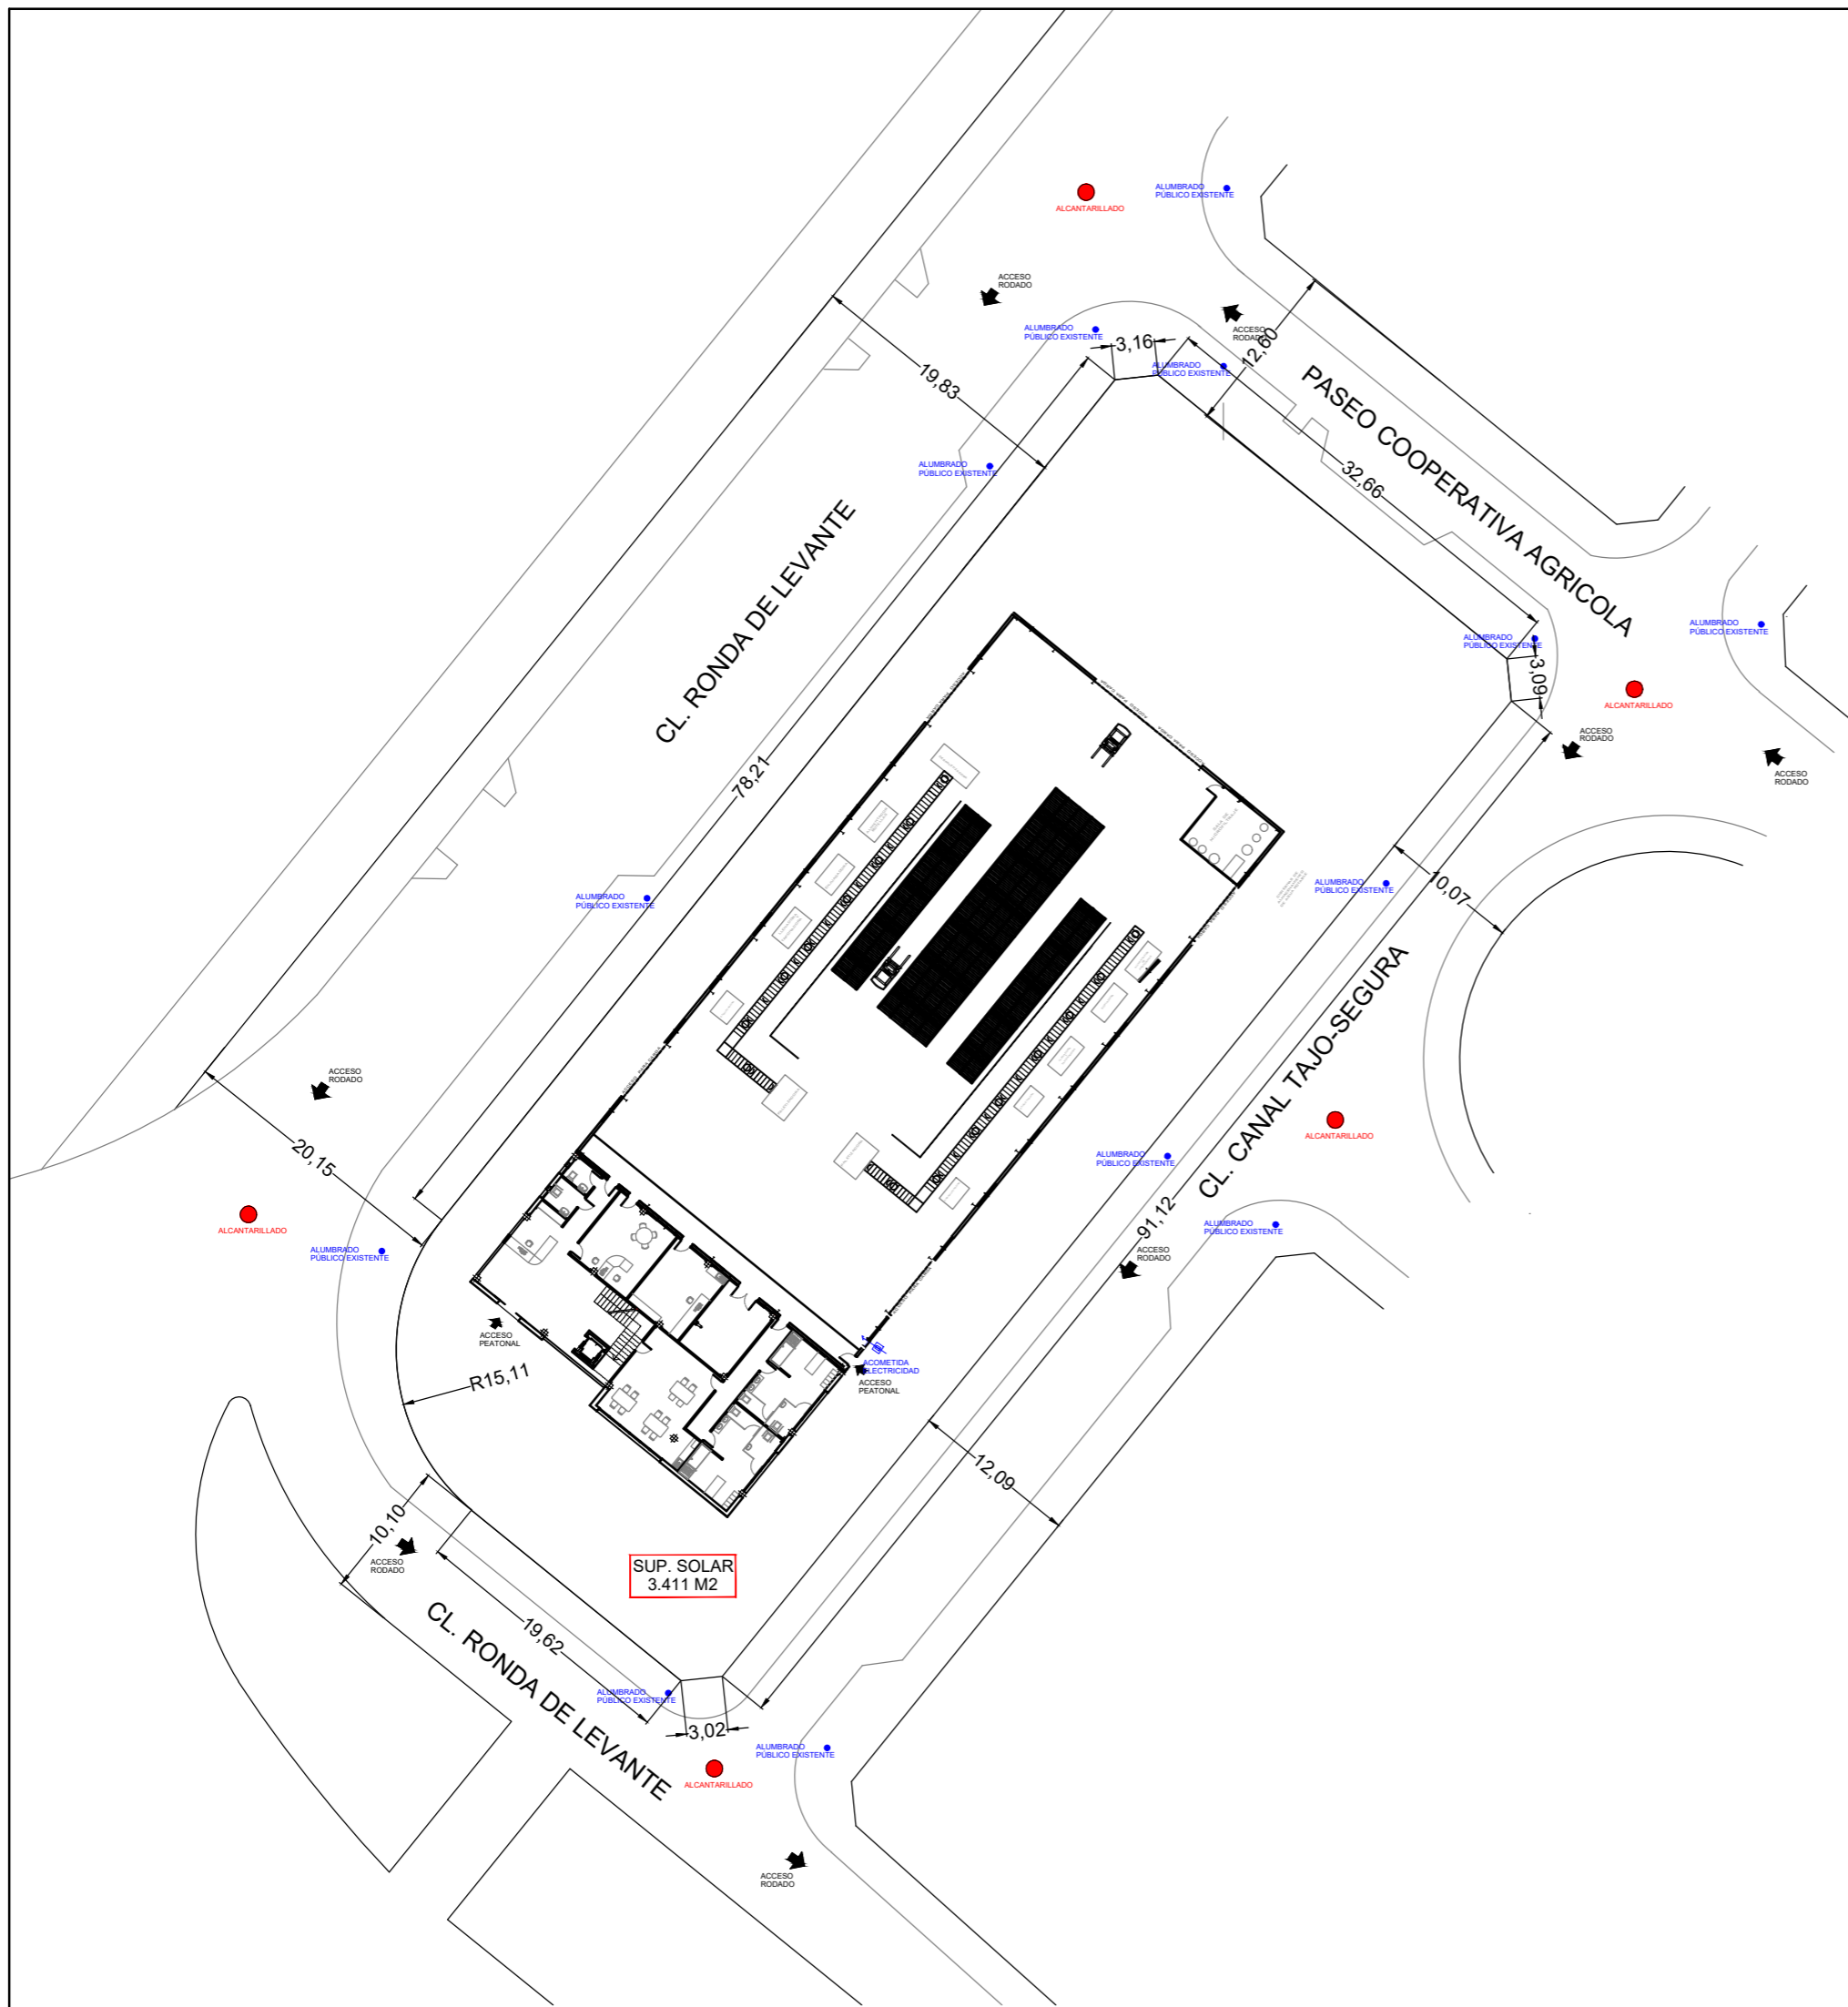 ALUMBRADO
PÚBLICO EXISTENTE
ALCANTARILLADO
ACCESO
RODADO
ACCESO
RODADO
ALUMBRADO
PÚBLICO EXISTENTE
3,16
12,60
ALUMBRADO
PÚBLICO EXISTENTE
19,83
PASEO COOPERATIVA AGRICOLA
ALUMBRADO
PÚBLICO EXISTENTE
32,66
CL. RONDA DE LEVANTE
ALUMBRADO
PÚBLICO EXISTENTE
ALUMBRADO
PÚBLICO EXISTENTE
3,09
ALCANTARILLADO
ACCESO
RODADO
ACCESO
RODADO
78,21
ALUMBRADO
PÚBLICO EXISTENTE
10,07
ALUMBRADO
PÚBLICO EXISTENTE
CL. CANAL TAJO-SEGURA
ACCESO
RODADO
ALCANTARILLADO
20,15
ALUMBRADO
PÚBLICO EXISTENTE
ALCANTARILLADO
91,12
ALUMBRADO
PÚBLICO EXISTENTE
ALUMBRADO
PÚBLICO EXISTENTE
ACCESO
RODADO
ACCESO
PEATONAL
ACOMETIDA
ELECTRICIDAD
ACCESO
PEATONAL
R15,11
12,09
10,10
ACCESO
RODADO
SUP. SOLAR
3.411 M2
19,62
CL. RONDA DE LEVANTE
ALUMBRADO
PÚBLICO EXISTENTE
3,02
ALUMBRADO
PÚBLICO EXISTENTE
ALCANTARILLADO
ACCESO
RODADO